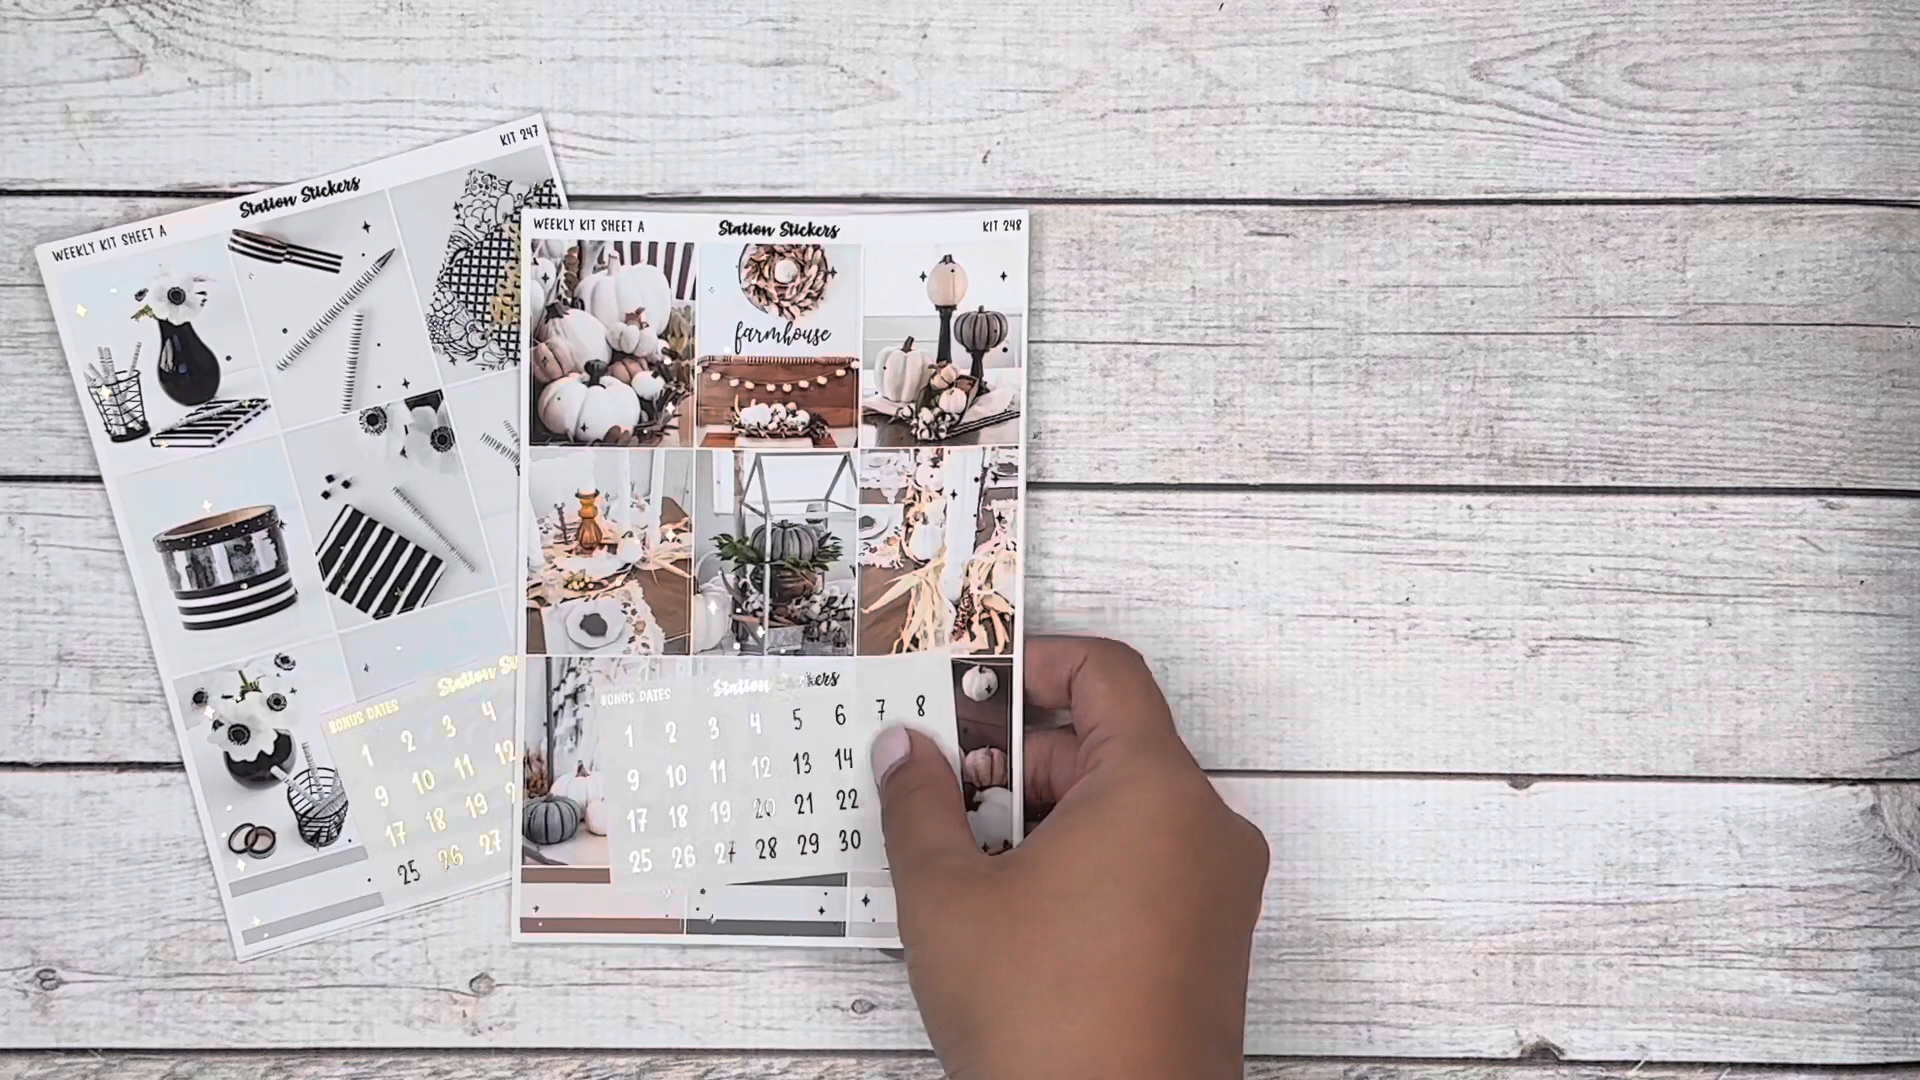 KIT 247
Station Stickers
WEEKLY KIT SHEET A
Station
BONUS DATES
1 2 3 4
9 10 11 12
17 18 19
25 26 27
WEEKLY KIT SHEET A Station Stickers KIT 248
farmhouse
BONUS DATES Station
1 2 3 4 5 6 7 8
9 10 11 12 13 14
17 18 19 20 21 22
25 26 27 28 29 30